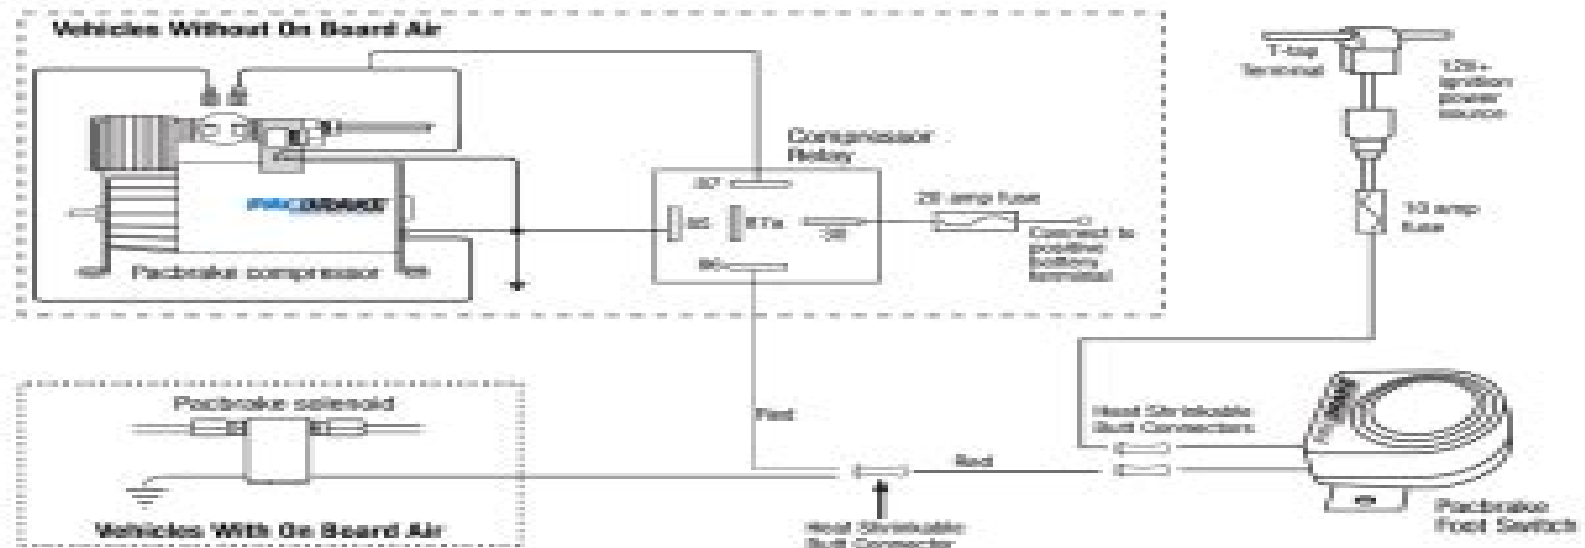 Vehicles Without On Board Air
T-tap
Terminal
12V+
ignition
power
source
Compressor
Relay
87
85
87a
30
86
20 amp fuse
Connect to
positive
battery
terminal
10 amp
fuse
PACBRAKE
Pacbrake compressor
Pacbrake solenoid
Red
Heat Shrinkable
Butt Connectors
Red
Vehicles With On Board Air
Heat Shrinkable
Butt Connector
Pacbrake
Foot Switch